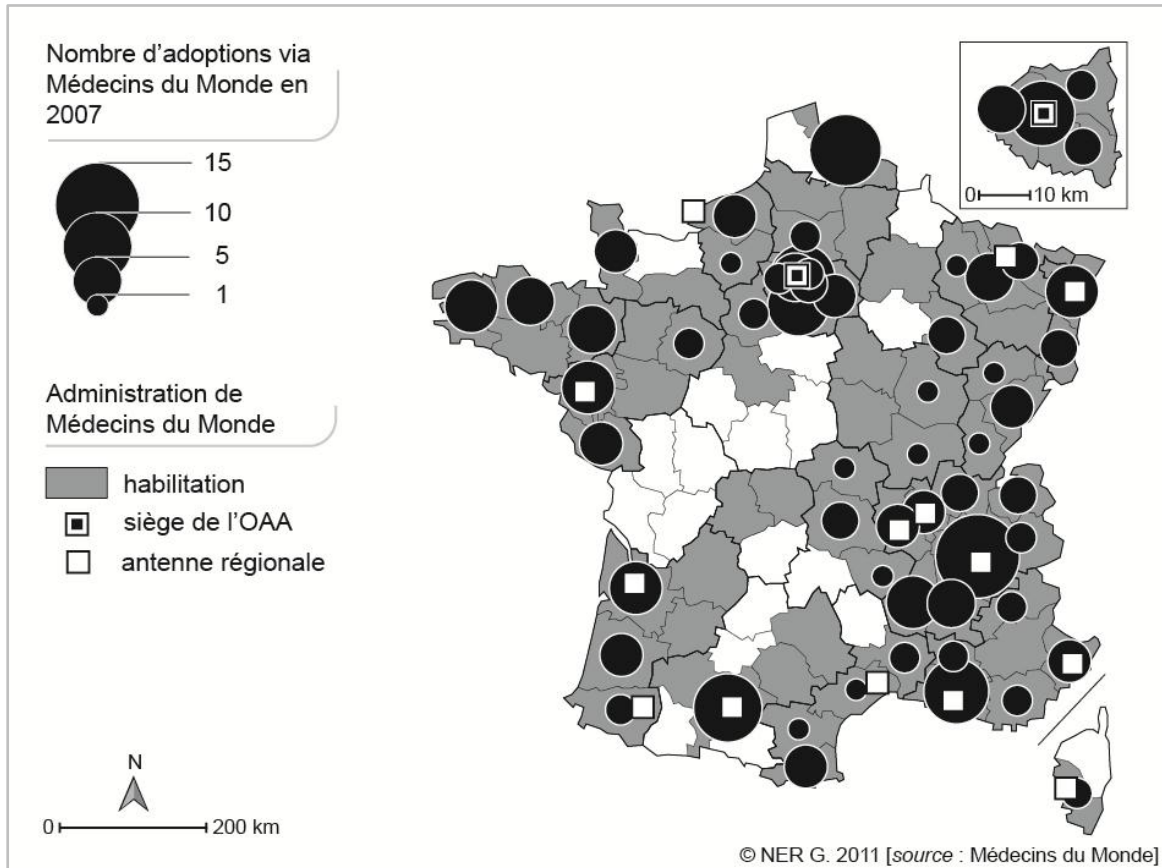 Nombre d'adoptions via
Médecins du Monde en
2007
15
10
5
1
Administration de
Médecins du Monde
habilitation
siège de l'OAA
antenne régionale
N
0 200 km
0 10 km
© NER G. 2011 [source : Médecins du Monde]